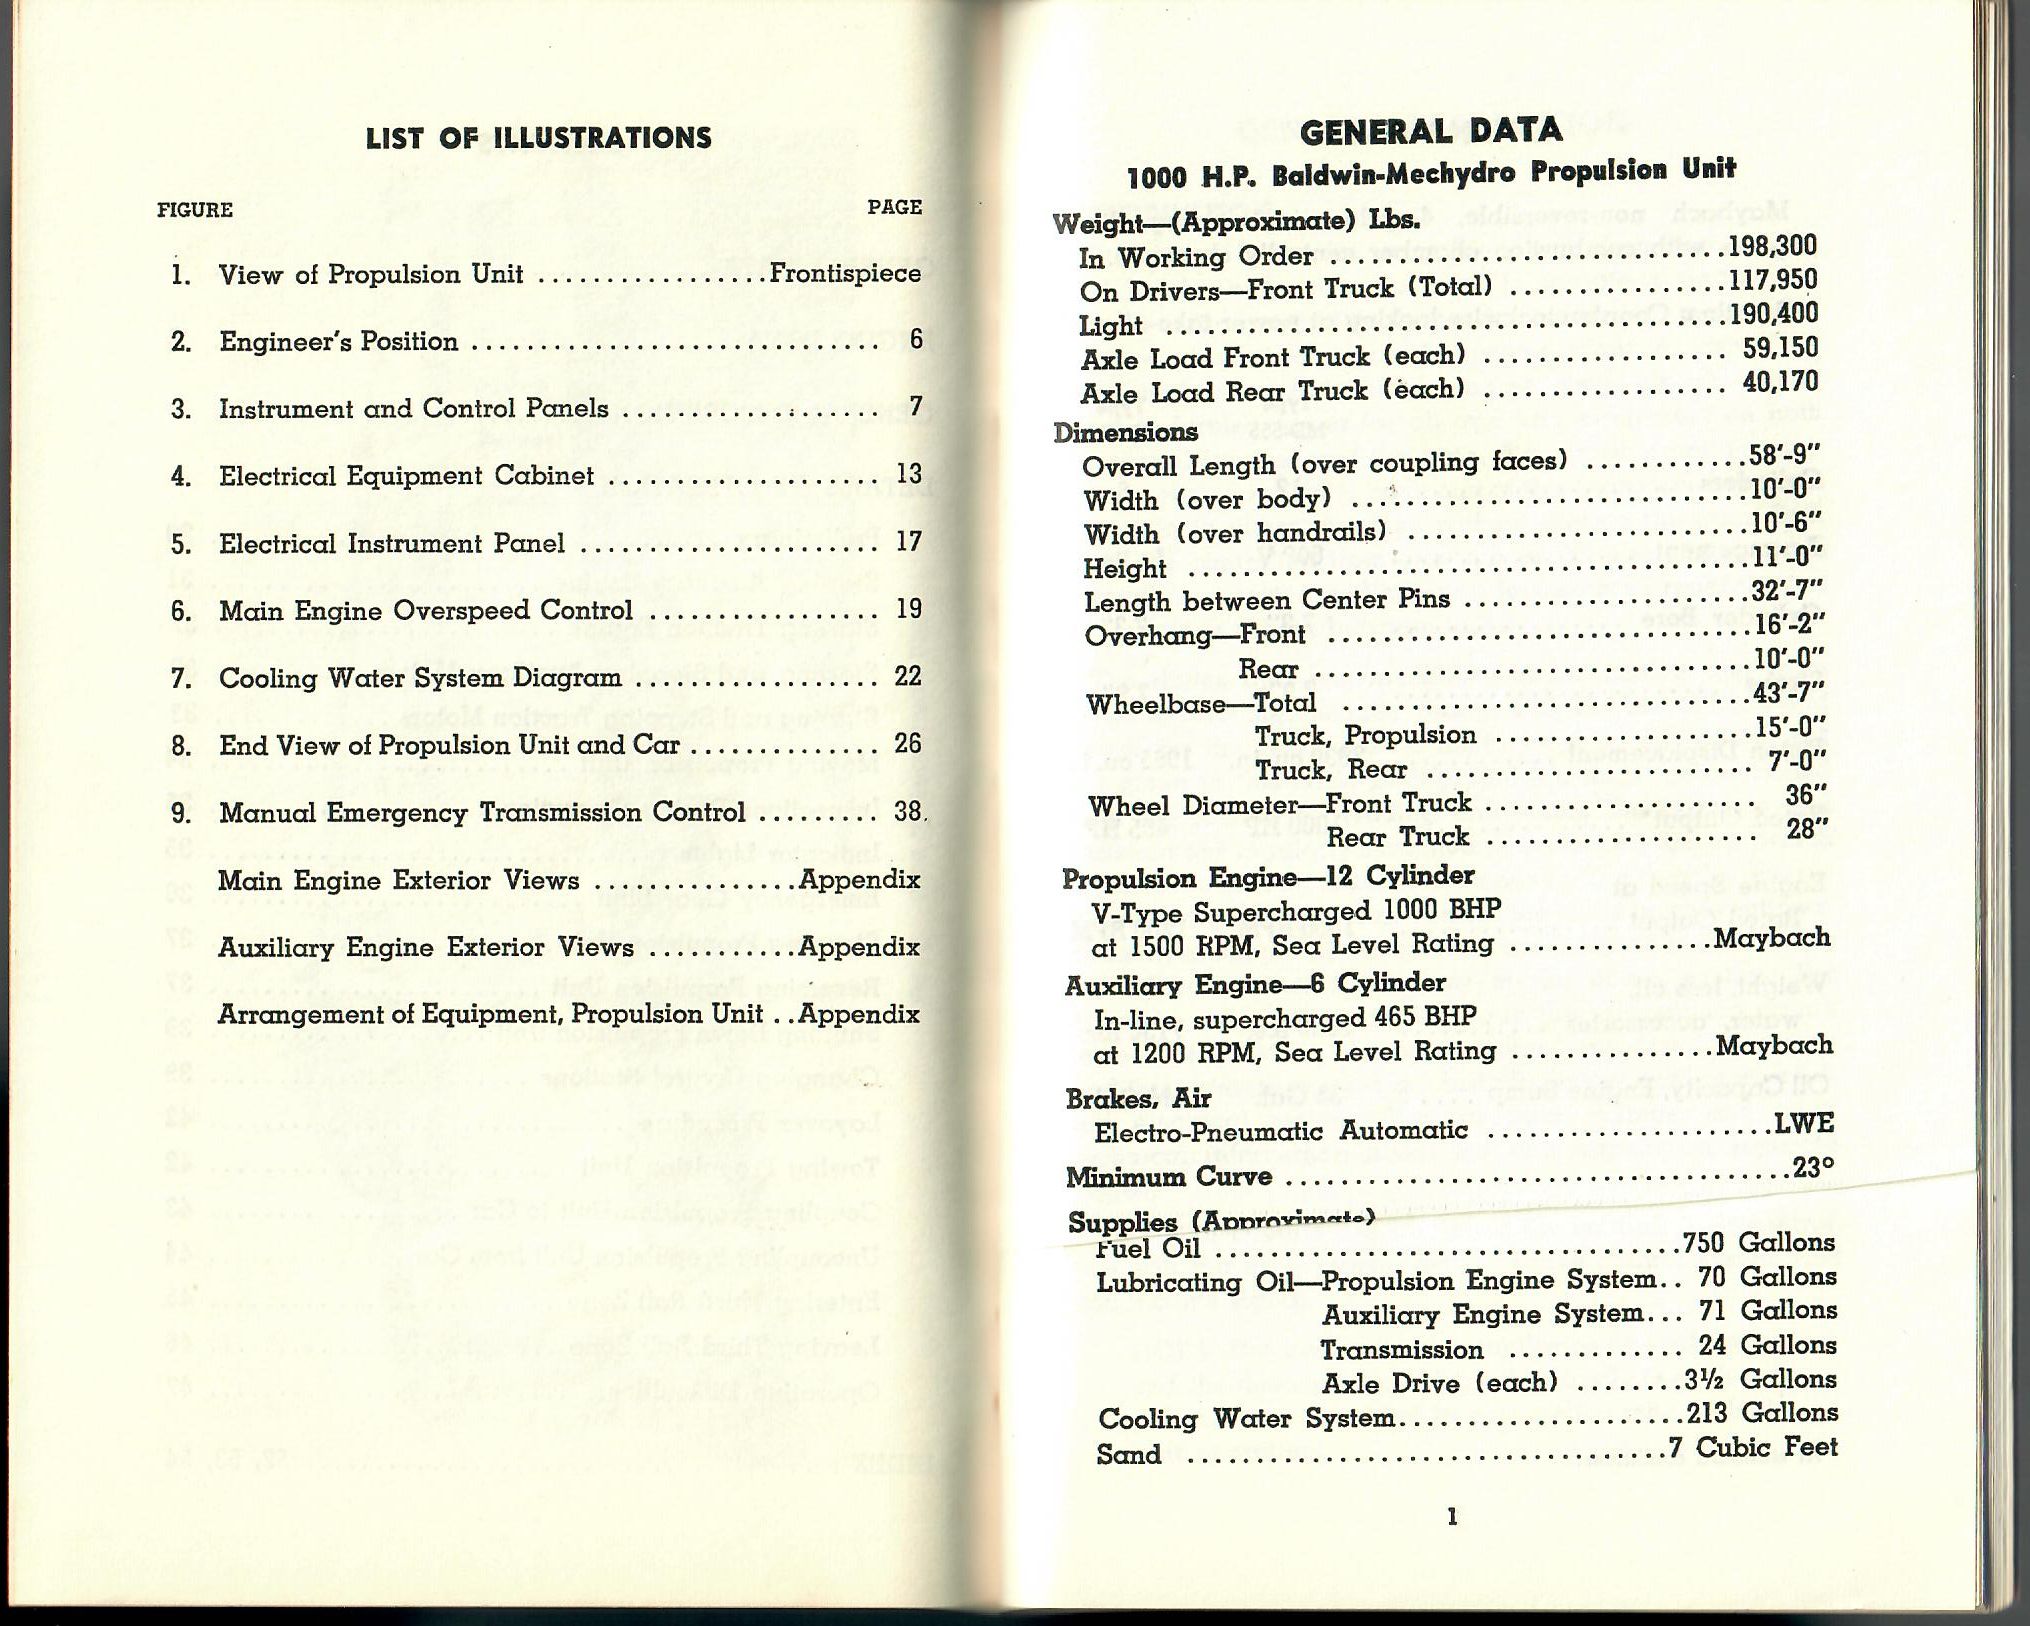 LIST OF ILLUSTRATIONS
FIGURE PAGE
1. View of Propulsion Unit .................Frontispiece
2. Engineer's Position .............................. 6
3. Instrument and Control Panels ................... 7
4. Electrical Equipment Cabinet .................... 13
5. Electrical Instrument Panel ...................... 17
6. Main Engine Overspeed Control ................. 19
7. Cooling Water System Diagram .................. 22
8. End View of Propulsion Unit and Car .............. 26
9. Manual Emergency Transmission Control ......... 38.
Main Engine Exterior Views ...............Appendix
Auxiliary Engine Exterior Views ...........Appendix
Arrangement of Equipment, Propulsion Unit ..Appendix
GENERAL DATA
1000 H.P. Baldwin-Mechydro Propulsion Unit
Weight—(Approximate) Lbs.
In Working Order .............................198,300
On Drivers—Front Truck (Total) ................117,950
Light .........................................190,400
Axle Load Front Truck (each) .................. 59,150
Axle Load Rear Truck (each) .................. 40,170
Dimensions
Overall Length (over coupling faces) ............58'-9"
Width (over body) .............................10'-0"
Width (over handrails) .........................10'-6"
Height .........................................11'-0"
Length between Center Pins .....................32'-7"
Overhang—Front ...............................16'-2"
Rear ................................10'-0"
Wheelbase—Total ..............................43'-7"
Truck, Propulsion ...................15'-0"
Truck, Rear ........................ 7'-0"
Wheel Diameter—Front Truck .................... 36"
Rear Truck .................... 28"
Propulsion Engine—12 Cylinder
V-Type Supercharged 1000 BHP
at 1500 RPM, Sea Level Rating ...............Maybach
Auxiliary Engine—6 Cylinder
In-line, supercharged 465 BHP
at 1200 RPM, Sea Level Rating ...............Maybach
Brakes, Air
Electro-Pneumatic Automatic .....................LWE
Minimum Curve .....................................23°
Supplies (Approximate)
Fuel Oil ..................................750 Gallons
Lubricating Oil—Propulsion Engine System.. 70 Gallons
Auxiliary Engine System... 71 Gallons
Transmission ............. 24 Gallons
Axle Drive (each) ........3½ Gallons
Cooling Water System.....................213 Gallons
Sand ...................................7 Cubic Feet
1